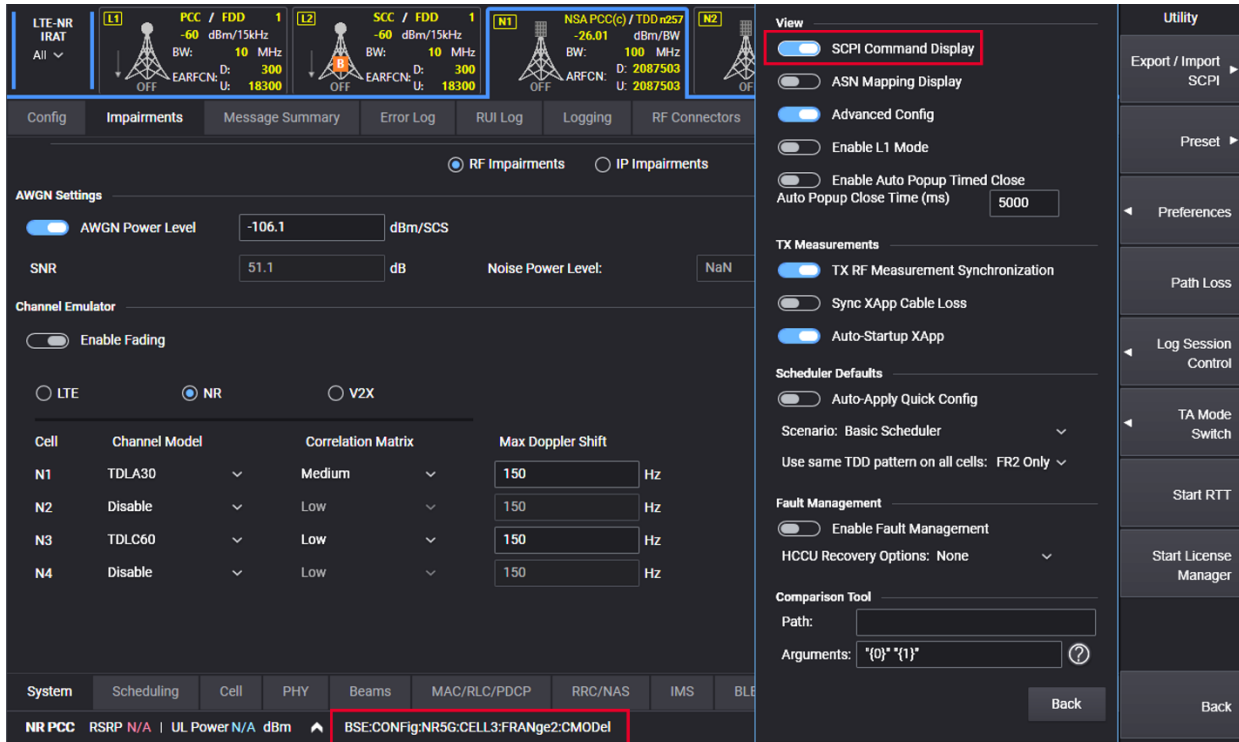 LTE-NR
IRAT
All
L1 PCC / FDD 1
-60 dBm/15kHz
BW: 10 MHz
EARFCN: D: 300
U: 18300
OFF
L2 SCC / FDD 1
-60 dBm/15kHz
BW: 10 MHz
B
EARFCN: D: 300
U: 18300
OFF
N1 NSA PCC(c) / TDD n257
-26.01 dBm/BW
BW: 100 MHz
ARFCN: D: 2087503
U: 2087503
OFF
N2
OF
Config Impairments Message Summary Error Log RUI Log Logging RF Connectors
RF Impairments IP Impairments
AWGN Settings
AWGN Power Level -106.1 dBm/SCS
SNR 51.1 dB Noise Power Level: NaN
Channel Emulator
Enable Fading
LTE NR V2X
Cell Channel Model Correlation Matrix Max Doppler Shift
N1 TDLA30 Medium 150 Hz
N2 Disable Low 150 Hz
N3 TDLC60 Low 150 Hz
N4 Disable Low 150 Hz
System Scheduling Cell PHY Beams MAC/RLC/PDCP RRC/NAS IMS BLE
NR PCC RSRP N/A | UL Power N/A dBm BSE:CONFig:NR5G:CELL3:FRANge2:CMODel
View
SCPI Command Display
ASN Mapping Display
Advanced Config
Enable L1 Mode
Enable Auto Popup Timed Close
Auto Popup Close Time (ms) 5000
TX Measurements
TX RF Measurement Synchronization
Sync XApp Cable Loss
Auto-Startup XApp
Scheduler Defaults
Auto-Apply Quick Config
Scenario: Basic Scheduler
Use same TDD pattern on all cells: FR2 Only
Fault Management
Enable Fault Management
HCCU Recovery Options: None
Comparison Tool
Path:
Arguments: "{0}" "{1}" ?
Back
Utility
Export / Import
SCPI
Preset
Preferences
Path Loss
Log Session
Control
TA Mode
Switch
Start RTT
Start License
Manager
Back